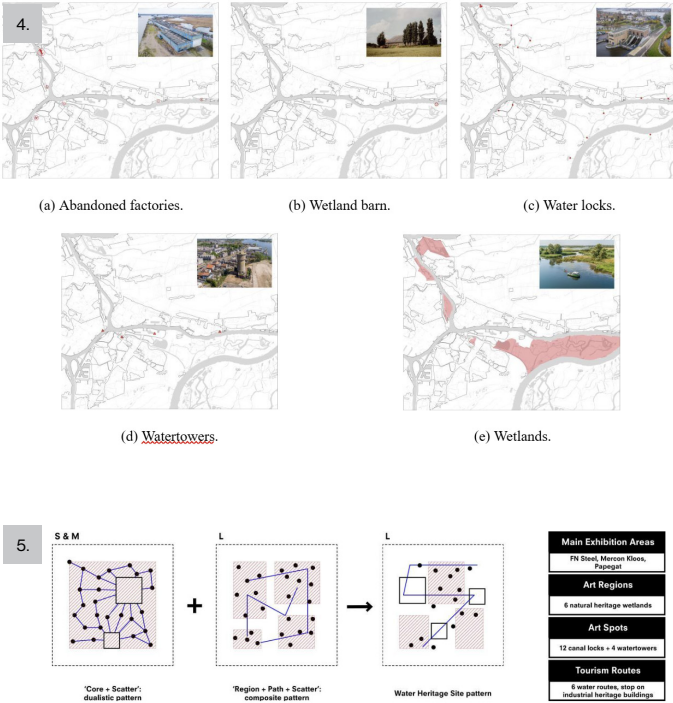 4.
(a) Abandoned factories.
(b) Wetland barn.
(c) Water locks.
(d) Watertowers.
(e) Wetlands.
5.
S & M
L
L
'Core + Scatter':
dualistic pattern
'Region + Path + Scatter':
composite pattern
Water Heritage Site pattern
Main Exhibition Areas
FN Steel, Mercon Kloos,
Papegat
Art Regions
6 natural heritage wetlands
Art Spots
12 canal locks + 4 watertowers
Tourism Routes
6 water routes, stop on
industrial heritage buildings